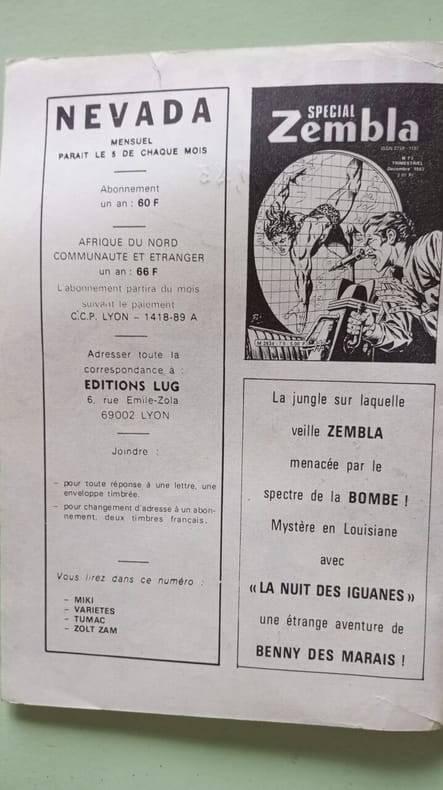 NEVADA
MENSUEL
PARAIT LE 5 DE CHAQUE MOIS
Abonnement
un an : 60 F
AFRIQUE DU NORD
COMMUNAUTE ET ETRANGER
un an : 66 F
L'abonnement partira du mois
suivant le paiement
C.C.P. LYON – 1418-89 A
Adresser toute la
correspondance à :
EDITIONS LUG
6, rue Emile-Zola
69002 LYON
Joindre :
– pour toute réponse à une lettre, une
enveloppe timbrée.
– pour changement d'adresse à un abon-
nement, deux timbres français.
Vous lirez dans ce numéro :
– MIKI
– VARIETES
– TUMAC
– ZOLT ZAM
SPECIAL
Zembla
TRIMESTRIEL
La jungle sur laquelle
veille ZEMBLA
menacée par le
spectre de la BOMBE !
Mystère en Louisiane
avec
« LA NUIT DES IGUANES »
une étrange aventure de
BENNY DES MARAIS !